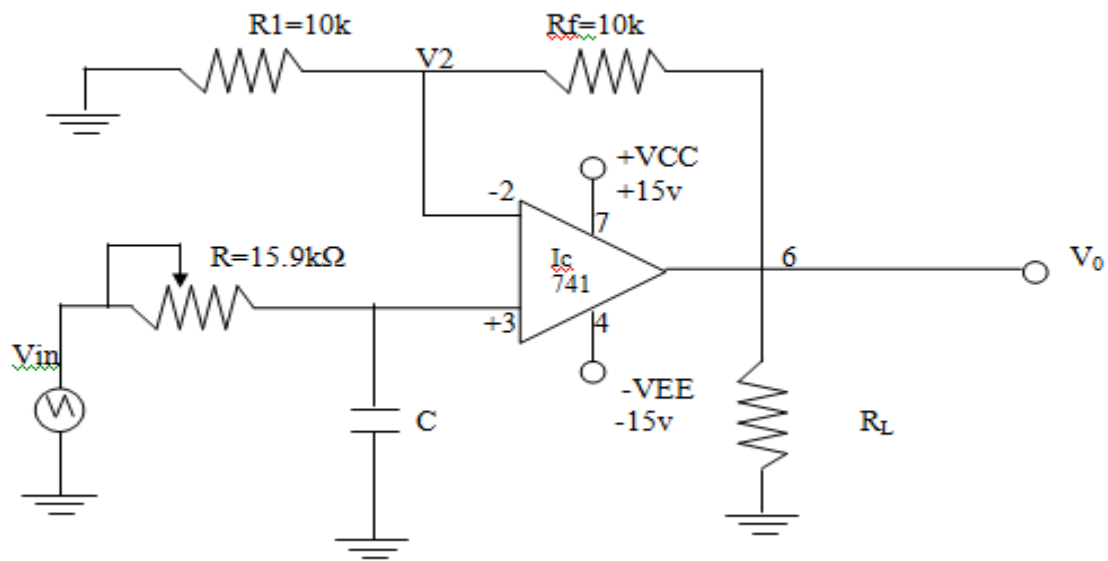 R1=10k
Rf=10k
V2
+VCC
+15v
-2
7
R=15.9kΩ
Ic
741
6
V₀
+3
4
Vin
-VEE
-15v
C
R_L